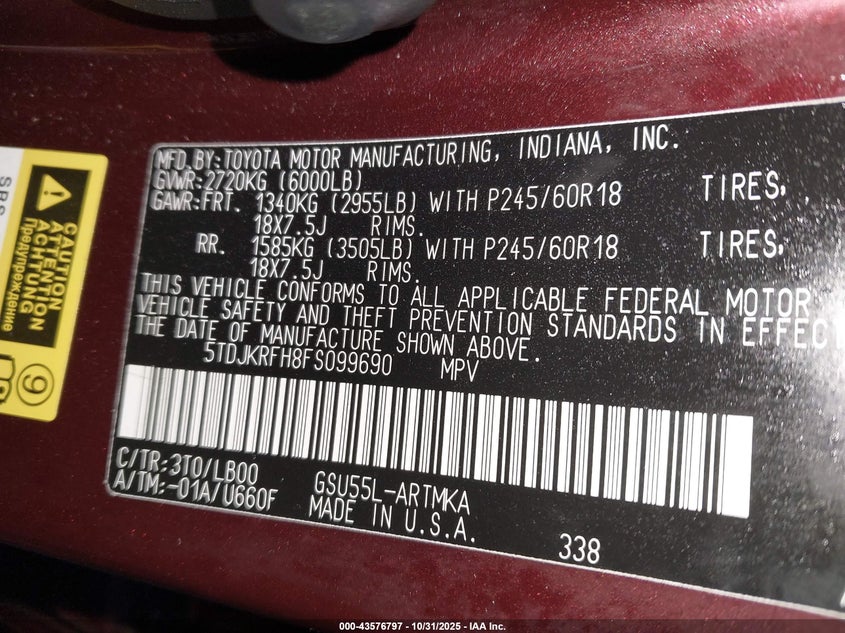 MFD.BY:TOYOTA MOTOR MANUFACTURING, INDIANA, INC.
GVWR:2720KG (6000LB)
GAWR:FRT. 1340KG (2955LB) WITH P245/60R18 TIRES,
18X7.5J RIMS.
RR. 1585KG (3505LB) WITH P245/60R18 TIRES,
18X7.5J RIMS.
THIS VEHICLE CONFORMS TO ALL APPLICABLE FEDERAL MOTOR
VEHICLE SAFETY AND THEFT PREVENTION STANDARDS IN EFFECT
THE DATE OF MANUFACTURE SHOWN ABOVE.
5TDJKRFH8FS099690 MPV
C/TR:3T0/LB00 GSU55L-ARTMKA
A/TM:-01A/U660F MADE IN U.S.A.
338
SRS
CAUTION
ATTENTION
ACHTUNG
Предупреждение
9
000-43576797 - 10/31/2025 - IAA Inc.